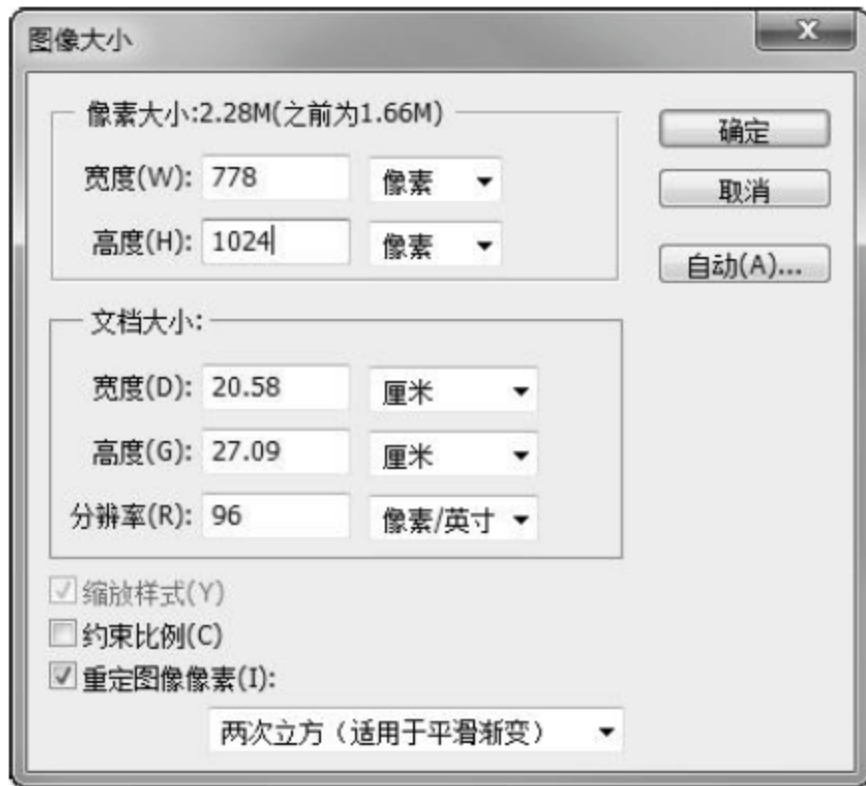 图像大小
像素大小:2.28M(之前为1.66M)
宽度(W): 778 像素
高度(H): 1024 像素
确定
取消
自动(A)...
文档大小:
宽度(D): 20.58 厘米
高度(G): 27.09 厘米
分辨率(R): 96 像素/英寸
缩放样式(Y)
约束比例(C)
重定图像像素(I):
两次立方（适用于平滑渐变）